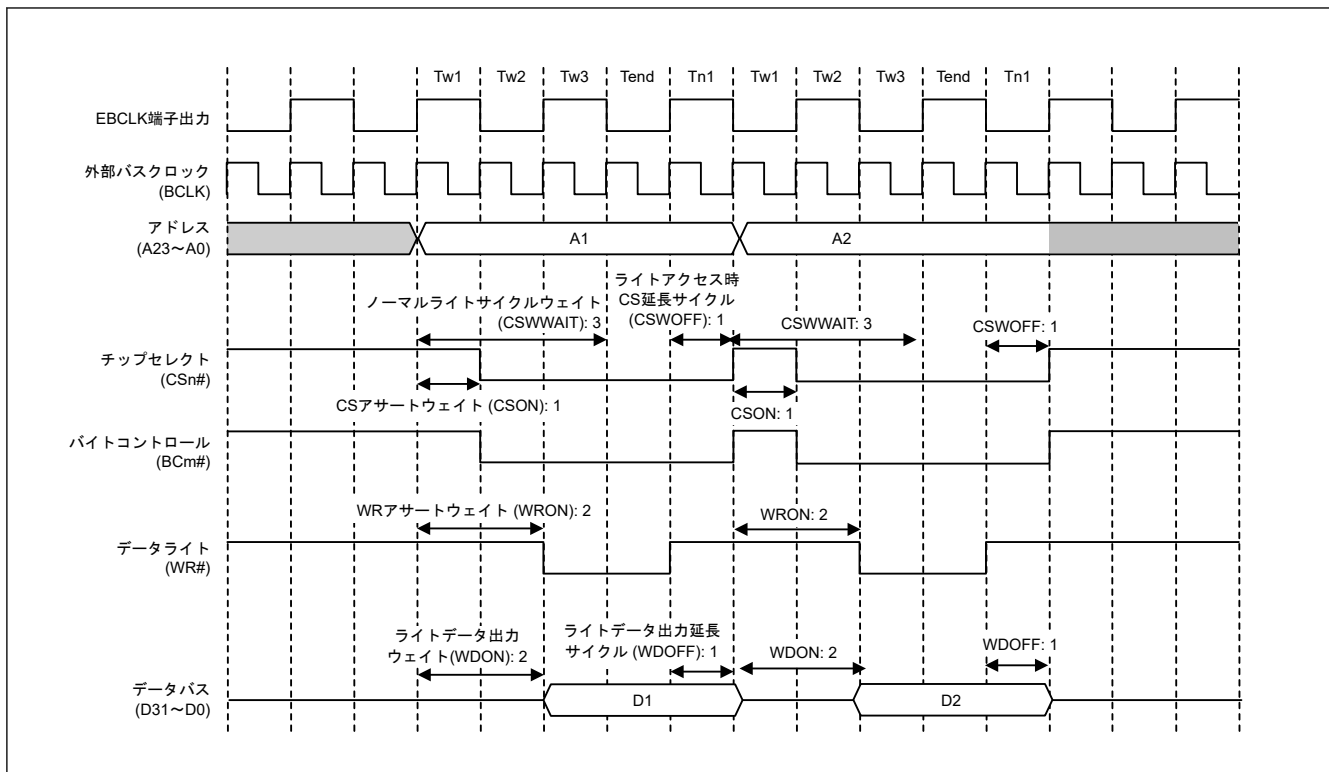 Tw1 Tw2 Tw3 Tend Tn1 Tw1 Tw2 Tw3 Tend Tn1
EBCLK端子出力
外部バスクロック
(BCLK)
アドレス
(A23~A0)
A1
A2
ノーマルライトサイクルウェイト
(CSWWAIT): 3
ライトアクセス時
CS延長サイクル
(CSWOFF): 1
CSWWAIT: 3
CSWOFF: 1
チップセレクト
(CSn#)
CSアサートウェイト (CSON): 1
CSON: 1
バイトコントロール
(BCm#)
WRアサートウェイト (WRON): 2
WRON: 2
データライト
(WR#)
ライトデータ出力
ウェイト(WDON): 2
ライトデータ出力延長
サイクル (WDOFF): 1
WDON: 2
WDOFF: 1
データバス
(D31~D0)
D1
D2